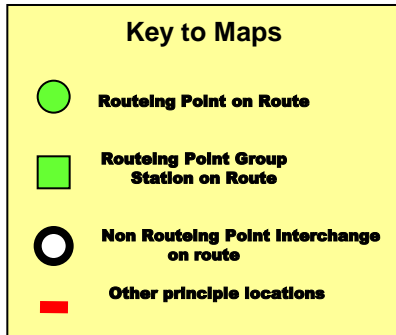 Key to Maps
Routeing Point on Route
Routeing Point Group
Station on Route
Non Routeing Point Interchange
on route
Other principle locations